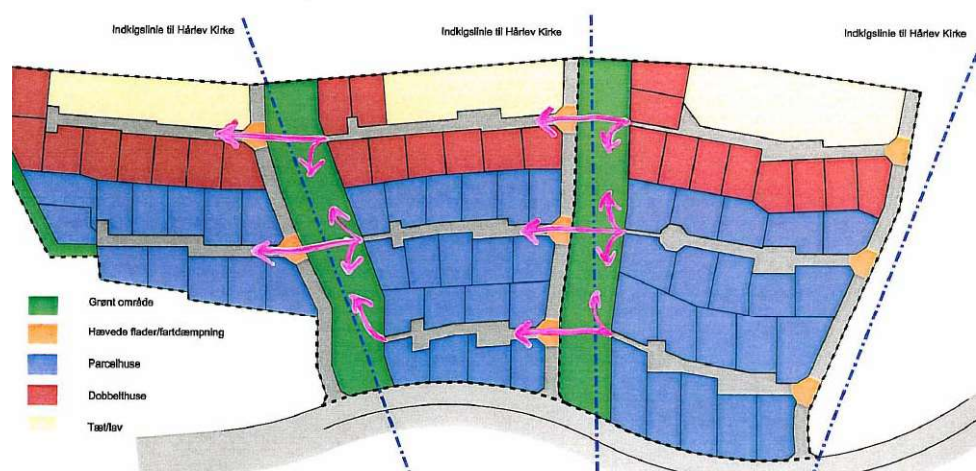 Indkigslinie til Hårlev Kirke
Indkigslinie til Hårlev Kirke
Indkigslinie til Hårlev Kirke
Grønt område
Hævede flader/fartdæmpning
Parcelhuse
Dobbelthuse
Tæt/lav